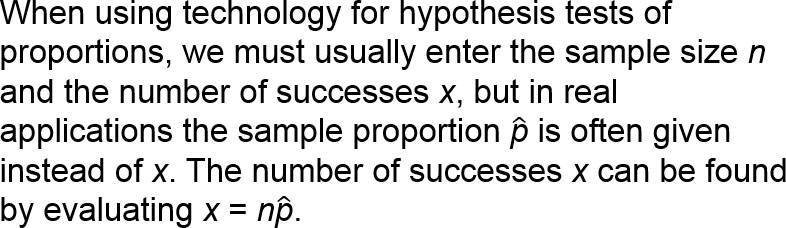 When using technology for hypothesis tests of
proportions, we must usually enter the sample size n
and the number of successes x, but in real
applications the sample proportion p̂ is often given
instead of x. The number of successes x can be found
by evaluating x = np̂.